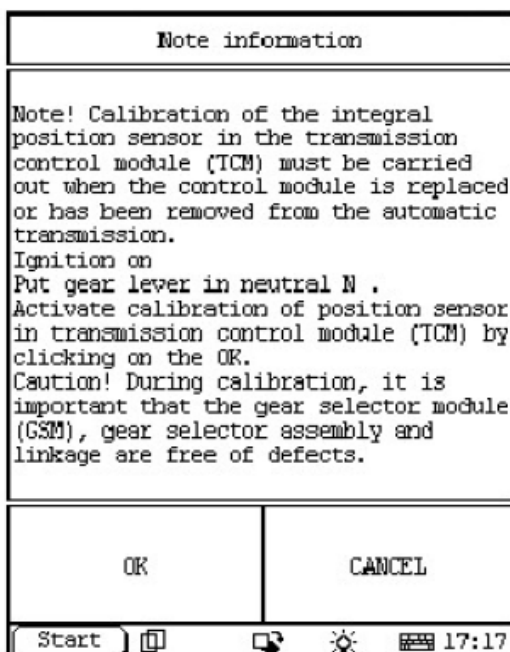 Note information
Note! Calibration of the integral
position sensor in the transmission
control module (TCM) must be carried
out when the control module is replaced
or has been removed from the automatic
transmission.
Ignition on
Put gear lever in neutral N .
Activate calibration of position sensor
in transmission control module (TCM) by
clicking on the OK.
Caution! During calibration, it is
important that the gear selector module
(GSM), gear selector assembly and
linkage are free of defects.
OK
CANCEL
Start
17:17